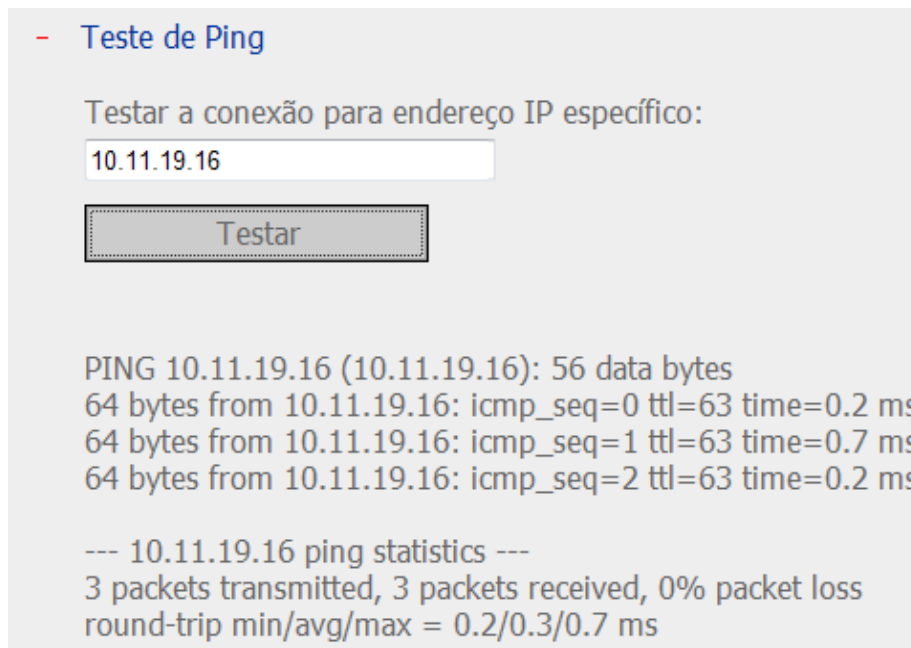 - Teste de Ping
Testar a conexão para endereço IP específico:
10.11.19.16
Testar
PING 10.11.19.16 (10.11.19.16): 56 data bytes
64 bytes from 10.11.19.16: icmp_seq=0 ttl=63 time=0.2 ms
64 bytes from 10.11.19.16: icmp_seq=1 ttl=63 time=0.7 ms
64 bytes from 10.11.19.16: icmp_seq=2 ttl=63 time=0.2 ms
--- 10.11.19.16 ping statistics ---
3 packets transmitted, 3 packets received, 0% packet loss
round-trip min/avg/max = 0.2/0.3/0.7 ms